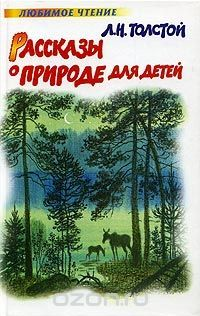 ЛЮБИМОЕ ЧТЕНИЕ
Л.Н.ТОЛСТОЙ
РАССКАЗЫ
О ПРИРОДЕ ДЛЯ ДЕТЕЙ
OZON.RU